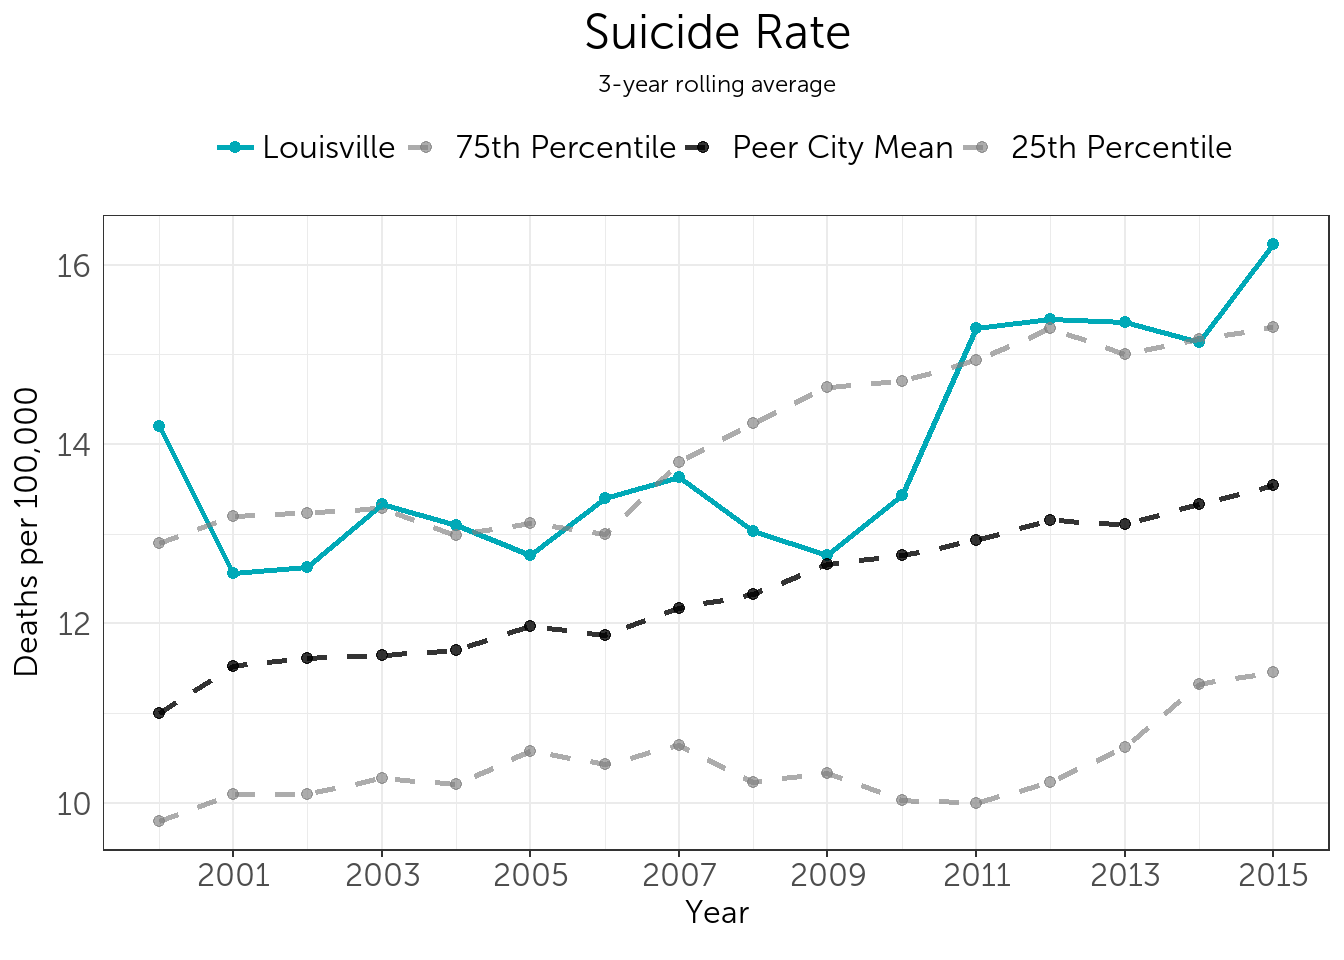 Suicide Rate
3-year rolling average
Louisville 75th Percentile Peer City Mean 25th Percentile
Deaths per 100,000
16
14
12
10
2001 2003 2005 2007 2009 2011 2013 2015
Year